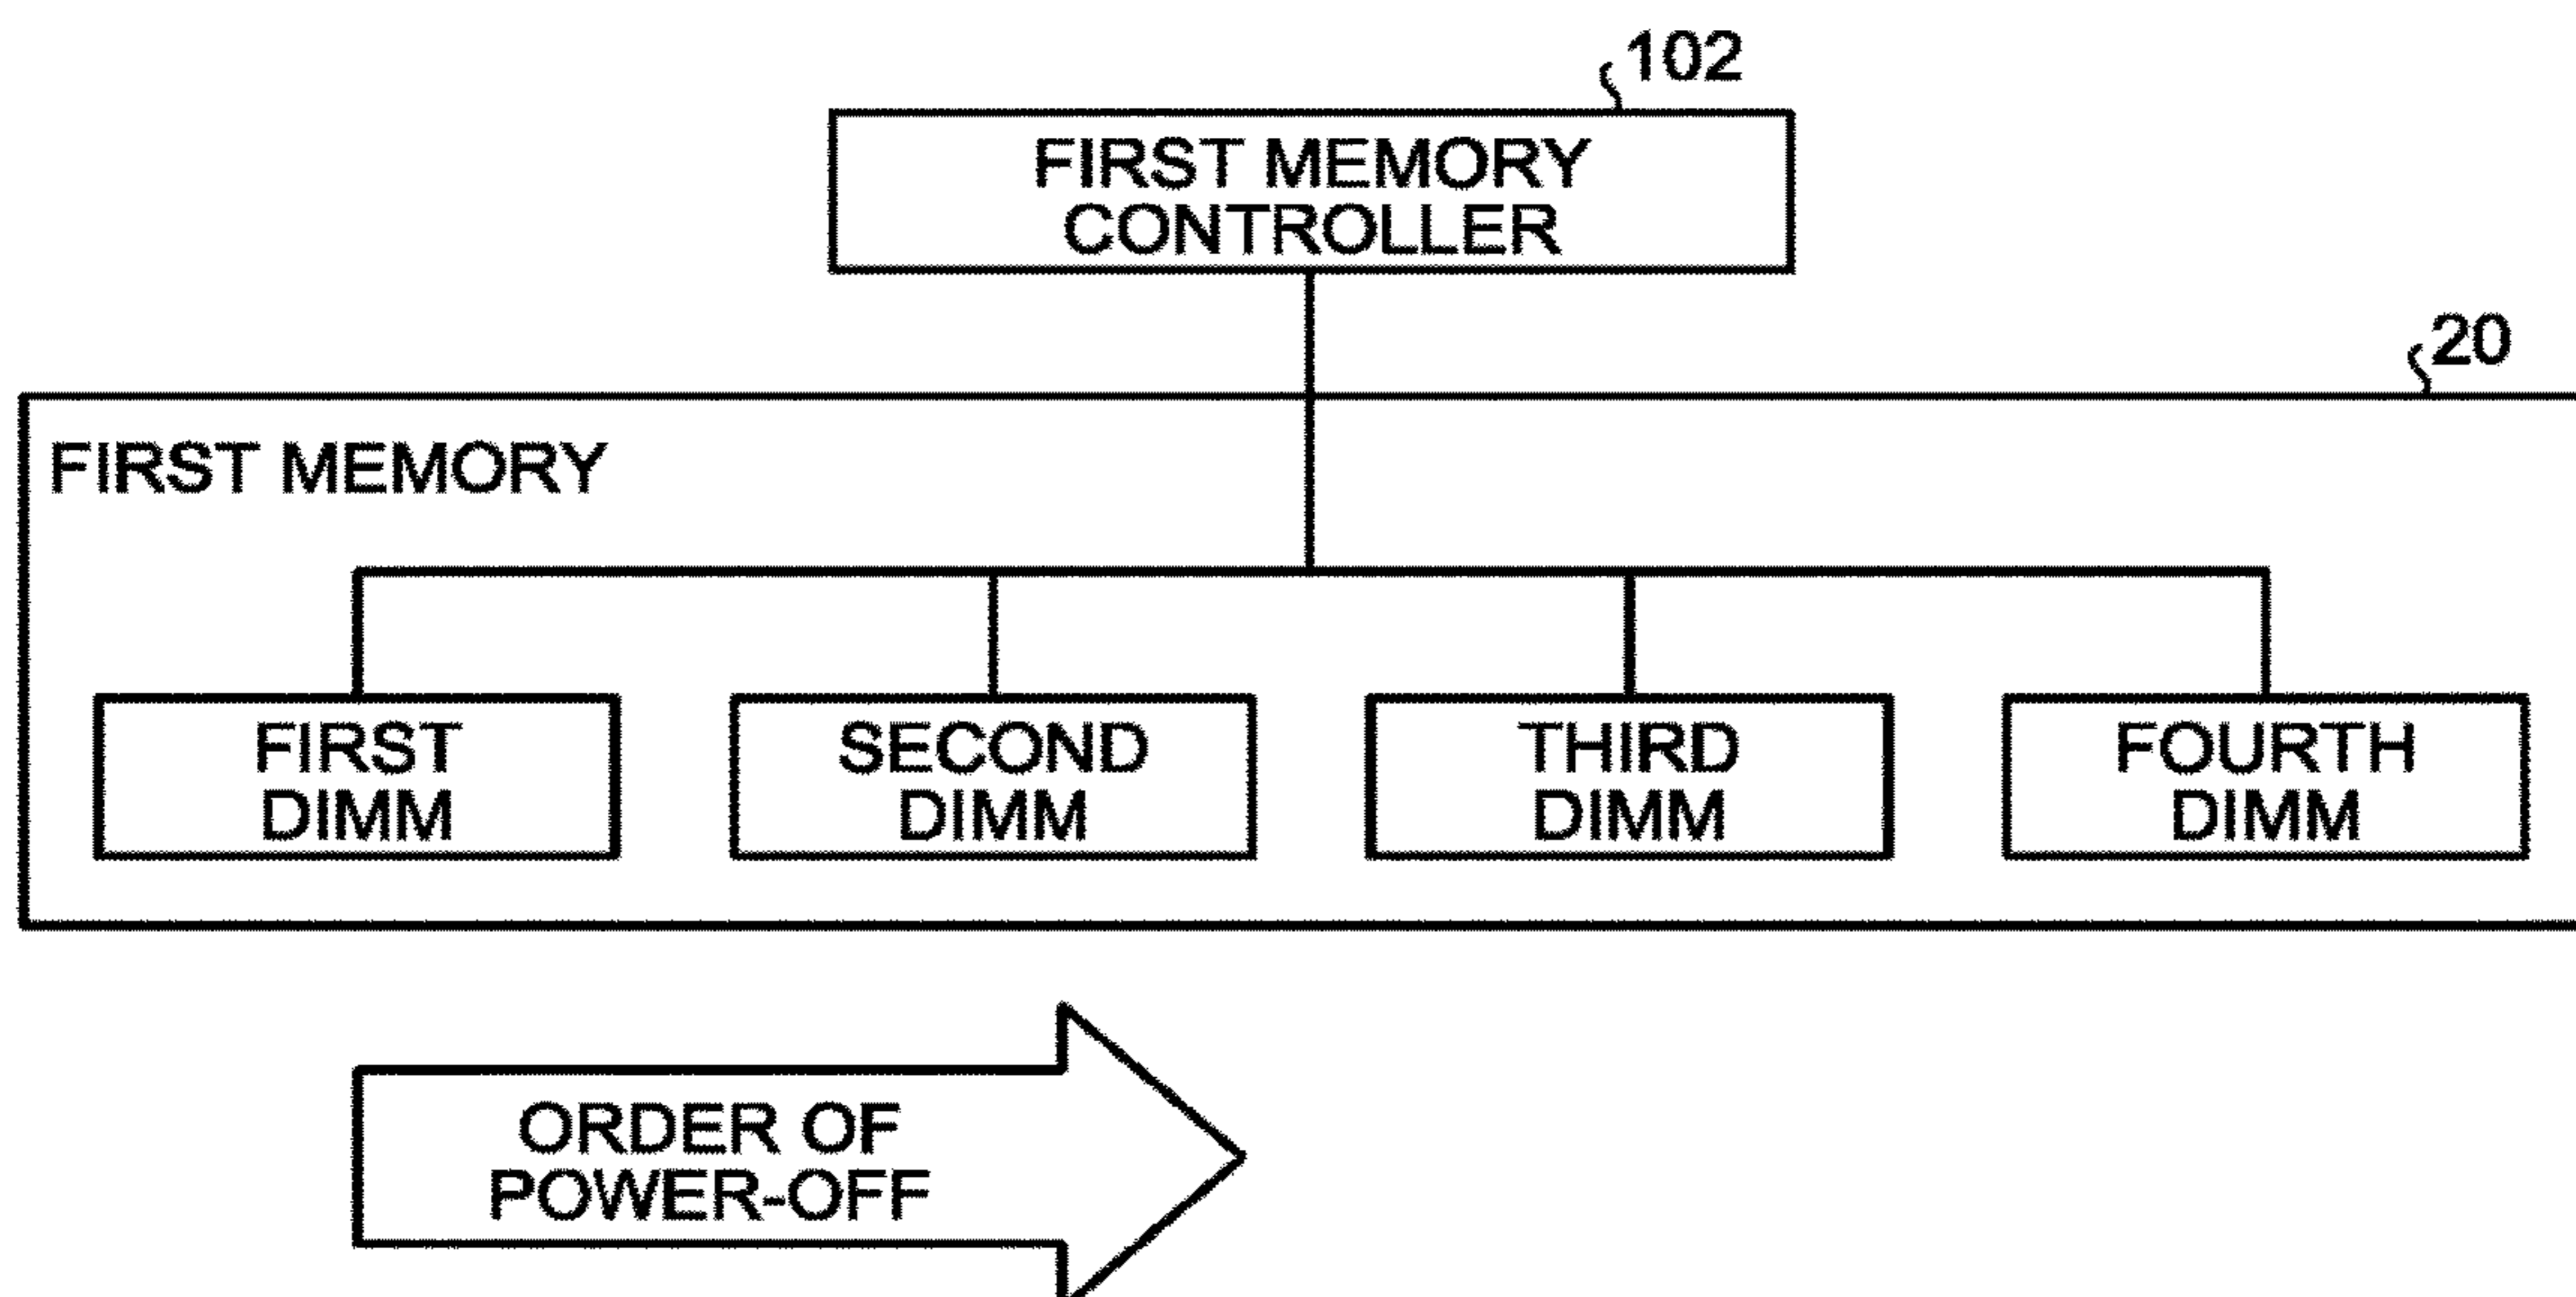 102
FIRST MEMORY
CONTROLLER
20
FIRST MEMORY
FIRST
DIMM
SECOND
DIMM
THIRD
DIMM
FOURTH
DIMM
ORDER OF
POWER-OFF